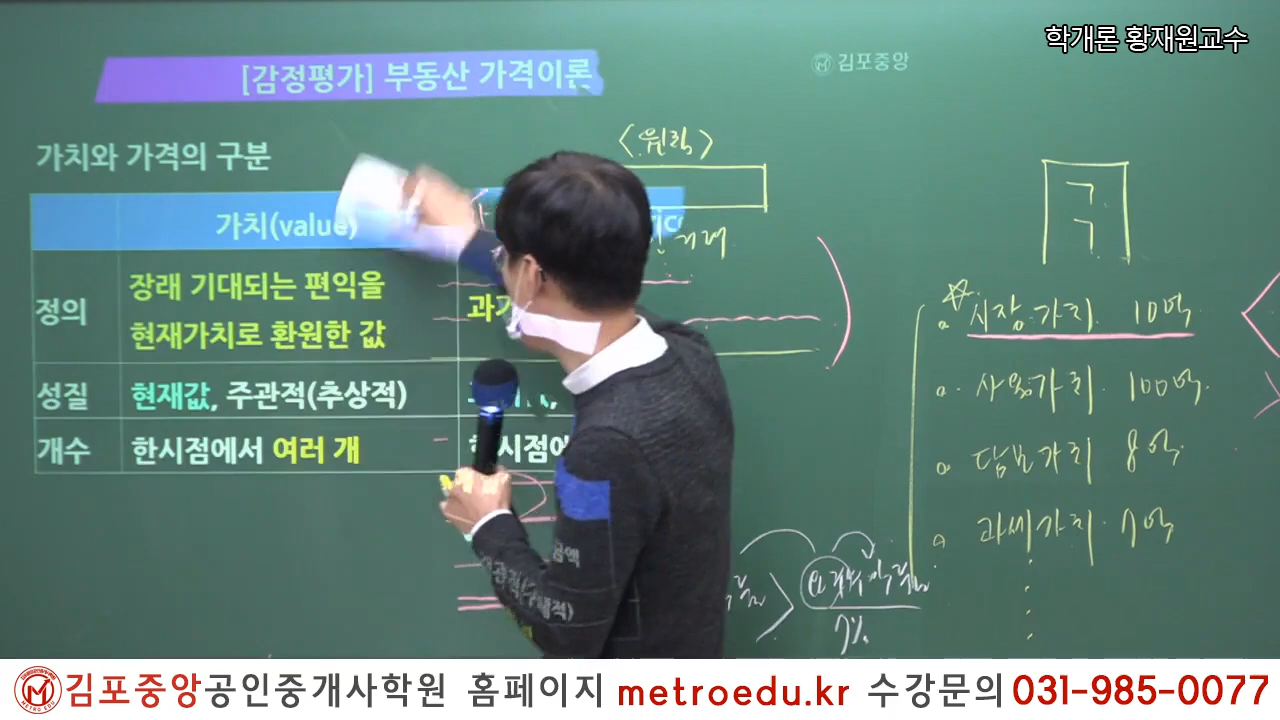 학개론 황재원교수
[감정평가] 부동산 가격이론
김포중앙
가치와 가격의 구분
가치(value)
정의
장래 기대되는 편익을
현재가치로 환원한 값
성질
현재값, 주관적(추상적)
개수
한시점에서 여러 개
거래
시장가치 10억
사용가치 100억
담보가치 8억
과세가치 7억
7%
김포중앙공인중개사학원 홈페이지 metroedu.kr 수강문의 031-985-0077